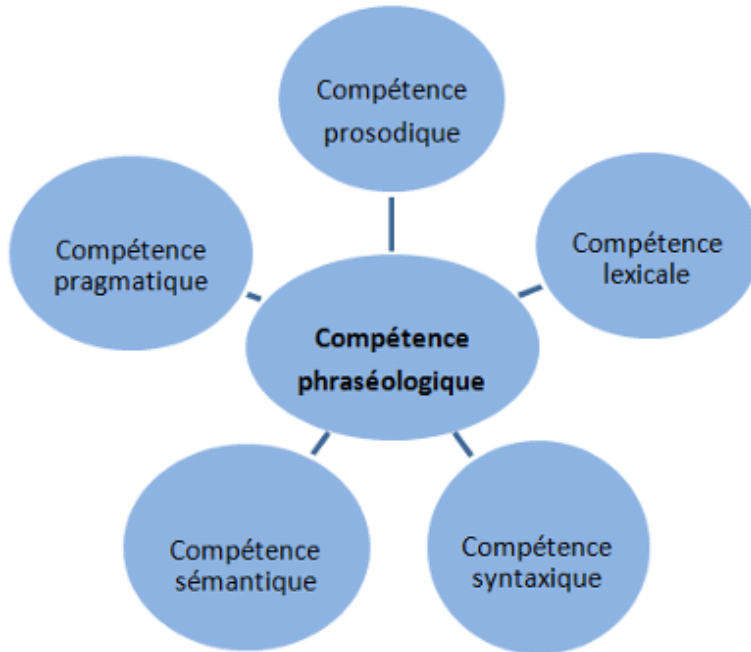 Compétence
prosodique
Compétence
pragmatique
Compétence
lexicale
Compétence
phraséologique
Compétence
sémantique
Compétence
syntaxique